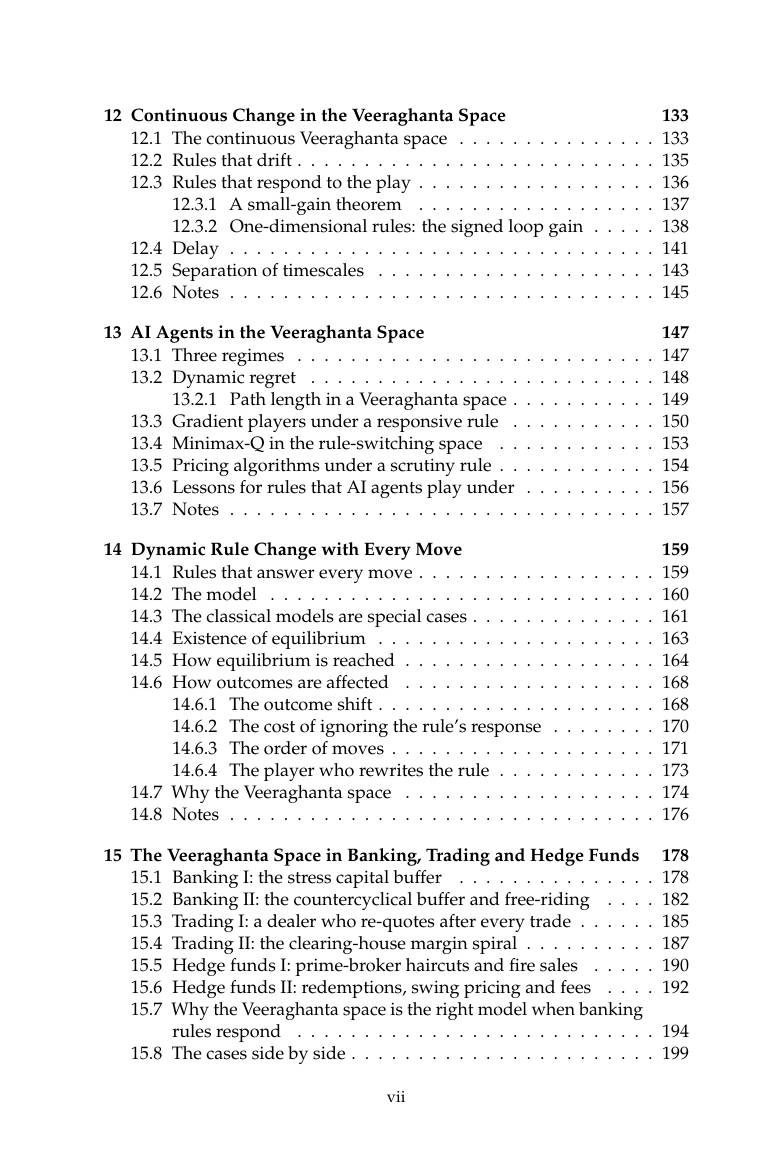 12 Continuous Change in the Veeraghanta Space 133
12.1 The continuous Veeraghanta space . . . . . . . . . . . . . . . 133
12.2 Rules that drift . . . . . . . . . . . . . . . . . . . . . . . . . . . 135
12.3 Rules that respond to the play . . . . . . . . . . . . . . . . . . 136
12.3.1 A small-gain theorem . . . . . . . . . . . . . . . . . . 137
12.3.2 One-dimensional rules: the signed loop gain . . . . . 138
12.4 Delay . . . . . . . . . . . . . . . . . . . . . . . . . . . . . . . . 141
12.5 Separation of timescales . . . . . . . . . . . . . . . . . . . . . 143
12.6 Notes . . . . . . . . . . . . . . . . . . . . . . . . . . . . . . . . 145
13 AI Agents in the Veeraghanta Space 147
13.1 Three regimes . . . . . . . . . . . . . . . . . . . . . . . . . . . 147
13.2 Dynamic regret . . . . . . . . . . . . . . . . . . . . . . . . . . 148
13.2.1 Path length in a Veeraghanta space . . . . . . . . . . . 149
13.3 Gradient players under a responsive rule . . . . . . . . . . . 150
13.4 Minimax-Q in the rule-switching space . . . . . . . . . . . . 153
13.5 Pricing algorithms under a scrutiny rule . . . . . . . . . . . . 154
13.6 Lessons for rules that AI agents play under . . . . . . . . . . 156
13.7 Notes . . . . . . . . . . . . . . . . . . . . . . . . . . . . . . . . 157
14 Dynamic Rule Change with Every Move 159
14.1 Rules that answer every move . . . . . . . . . . . . . . . . . . 159
14.2 The model . . . . . . . . . . . . . . . . . . . . . . . . . . . . . 160
14.3 The classical models are special cases . . . . . . . . . . . . . . 161
14.4 Existence of equilibrium . . . . . . . . . . . . . . . . . . . . . 163
14.5 How equilibrium is reached . . . . . . . . . . . . . . . . . . . 164
14.6 How outcomes are affected . . . . . . . . . . . . . . . . . . . 168
14.6.1 The outcome shift . . . . . . . . . . . . . . . . . . . . . 168
14.6.2 The cost of ignoring the rule’s response . . . . . . . . 170
14.6.3 The order of moves . . . . . . . . . . . . . . . . . . . . 171
14.6.4 The player who rewrites the rule . . . . . . . . . . . . 173
14.7 Why the Veeraghanta space . . . . . . . . . . . . . . . . . . . 174
14.8 Notes . . . . . . . . . . . . . . . . . . . . . . . . . . . . . . . . 176
15 The Veeraghanta Space in Banking, Trading and Hedge Funds 178
15.1 Banking I: the stress capital buffer . . . . . . . . . . . . . . . 178
15.2 Banking II: the countercyclical buffer and free-riding . . . . 182
15.3 Trading I: a dealer who re-quotes after every trade . . . . . . 185
15.4 Trading II: the clearing-house margin spiral . . . . . . . . . . 187
15.5 Hedge funds I: prime-broker haircuts and fire sales . . . . . 190
15.6 Hedge funds II: redemptions, swing pricing and fees . . . . 192
15.7 Why the Veeraghanta space is the right model when banking
rules respond . . . . . . . . . . . . . . . . . . . . . . . . . . . 194
15.8 The cases side by side . . . . . . . . . . . . . . . . . . . . . . . 199
vii